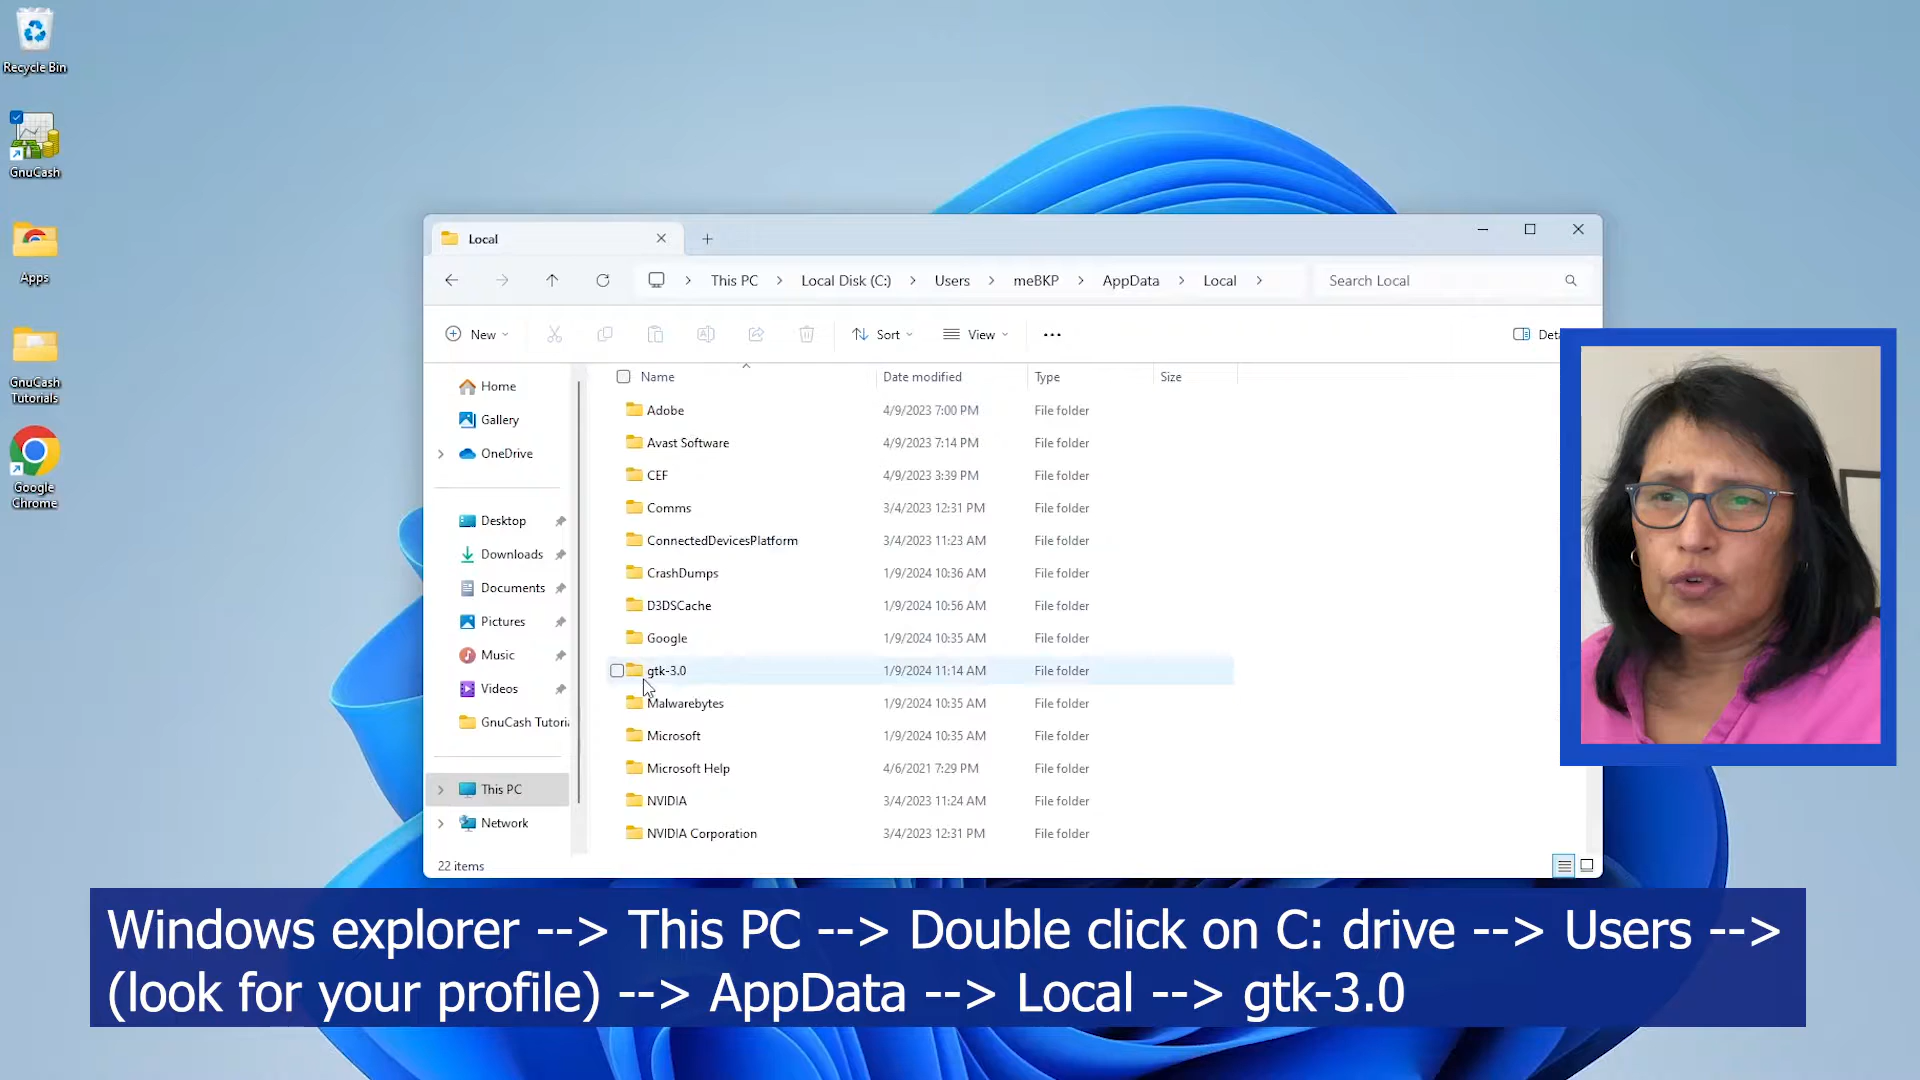 Recycle Bin
GnuCash
Apps
GnuCash
Tutorials
Google
Chrome
Local
This PC > Local Disk (C:) > Users > meBKP > AppData > Local >
Search Local
New
Sort
View
...
Home
Gallery
OneDrive
Desktop
Downloads
Documents
Pictures
Music
Videos
GnuCash Tutoria
This PC
Network
Name Date modified Type Size
Adobe 4/9/2023 7:00 PM File folder
Avast Software 4/9/2023 7:14 PM File folder
CEF 4/9/2023 3:39 PM File folder
Comms 3/4/2023 12:31 PM File folder
ConnectedDevicesPlatform 3/4/2023 11:23 AM File folder
CrashDumps 1/9/2024 10:36 AM File folder
D3DSCache 1/9/2024 10:56 AM File folder
Google 1/9/2024 10:35 AM File folder
gtk-3.0 1/9/2024 11:14 AM File folder
Malwarebytes 1/9/2024 10:35 AM File folder
Microsoft 1/9/2024 10:35 AM File folder
Microsoft Help 4/6/2021 7:29 PM File folder
NVIDIA 3/4/2023 11:24 AM File folder
NVIDIA Corporation 3/4/2023 12:31 PM File folder
22 items
Windows explorer --> This PC --> Double click on C: drive --> Users -->
(look for your profile) --> AppData --> Local --> gtk-3.0